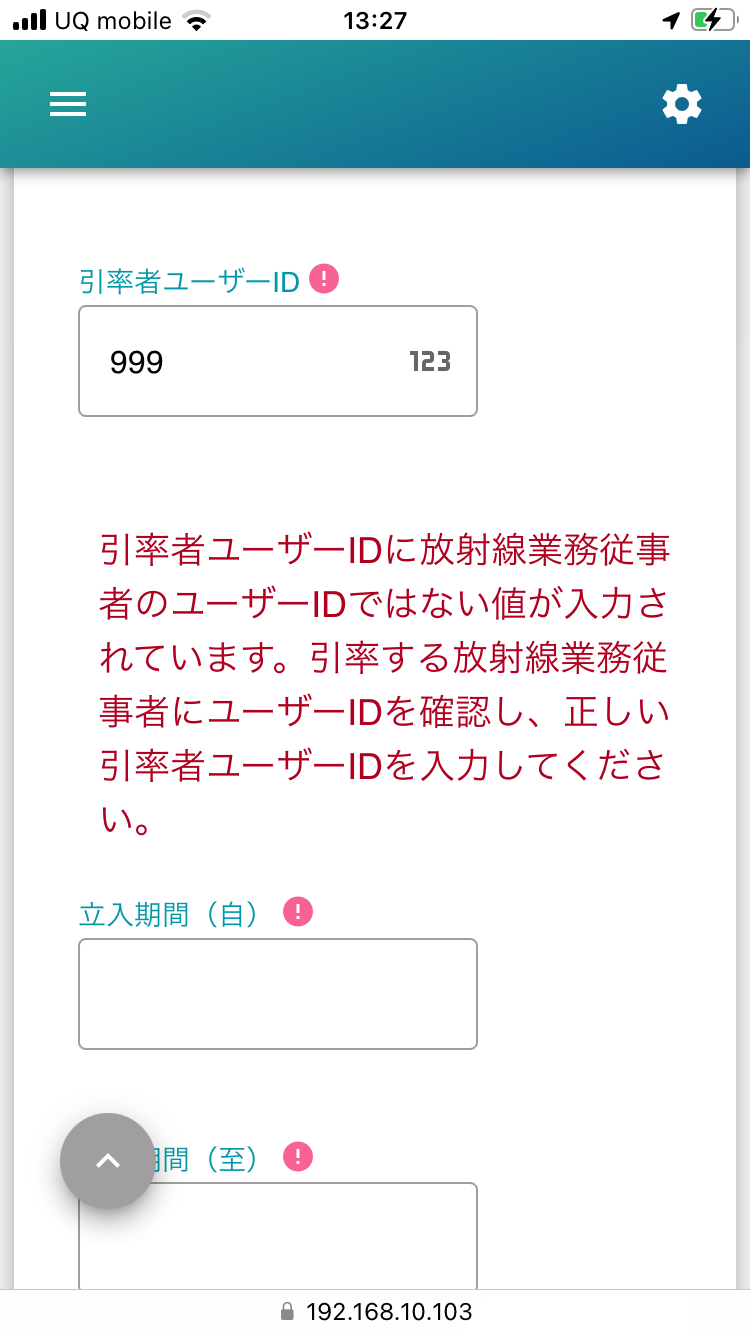 UQ mobile 13:27
引率者ユーザーID !
999 123
引率者ユーザーIDに放射線業務従事
者のユーザーIDではない値が入力さ
れています。引率する放射線業務従
事者にユーザーIDを確認し、正しい
引率者ユーザーIDを入力してくださ
い。
立入期間（自） !
間（至） !
192.168.10.103